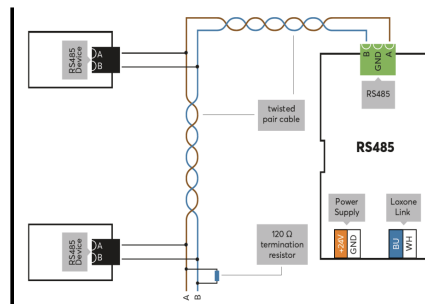 RS485
Device
A
B
B
GND
A
RS485
twisted
pair cable
RS485
Power
Supply
Loxone
Link
+24V
GND
BU
WH
RS485
Device
A
B
120 Ω
termination
resistor
A
B